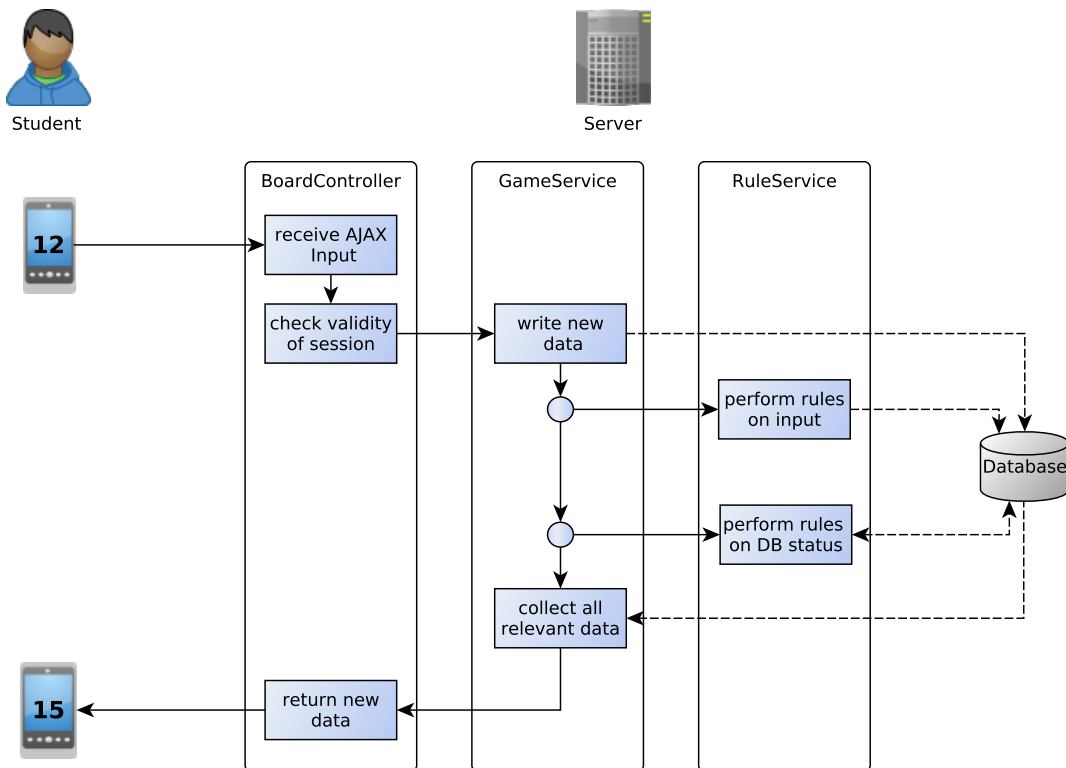 Student
Server
BoardController
GameService
RuleService
12
receive AJAX
Input
check validity
of session
write new
data
perform rules
on input
Database
perform rules
on DB status
collect all
relevant data
15
return new
data